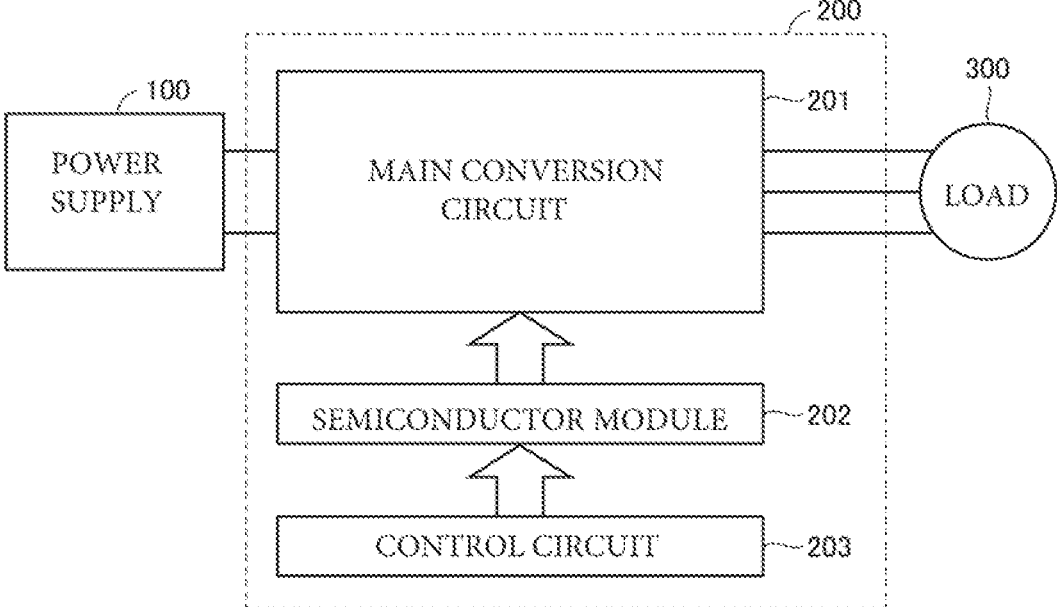 200
100
201
300
POWER
SUPPLY
MAIN CONVERSION
CIRCUIT
LOAD
SEMICONDUCTOR MODULE
202
CONTROL CIRCUIT
203